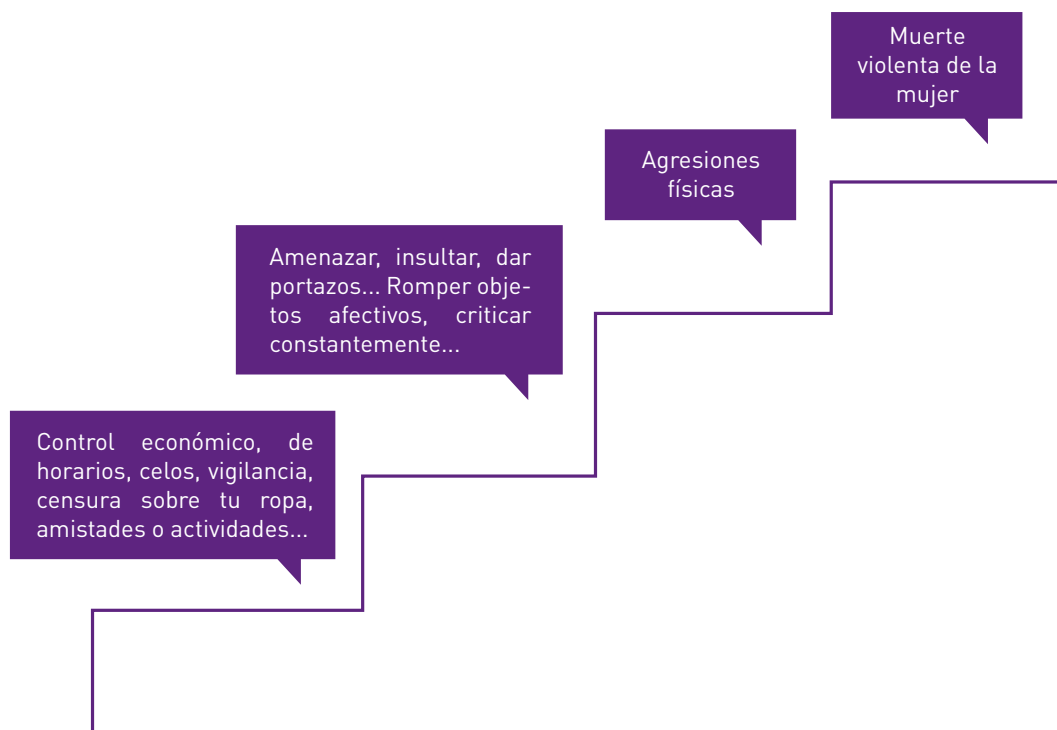 Muerte
violenta de la
mujer
Agresiones
físicas
Amenazar, insultar, dar
portazos... Romper obje-
tos afectivos, criticar
constantemente...
Control económico, de
horarios, celos, vigilancia,
censura sobre tu ropa,
amistades o actividades...